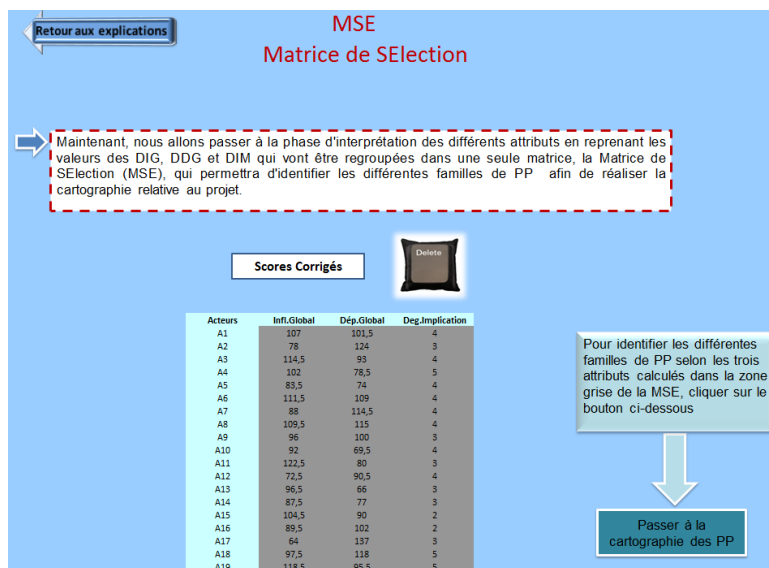 Retour aux explications
MSE
Matrice de SElection
Maintenant, nous allons passer à la phase d'interprétation des différents attributs en reprenant les
valeurs des DIG, DDG et DIM qui vont être regroupées dans une seule matrice, la Matrice de
SElection (MSE), qui permettra d'identifier les différentes familles de PP afin de réaliser la
cartographie relative au projet.
Scores Corrigés
Delete
Acteurs Infl.Global Dép.Global Deg.Implication
A1 107 101,5 4
A2 78 124 3
A3 114,5 93 4
A4 102 78,5 5
A5 83,5 74 4
A6 111,5 109 4
A7 88 114,5 4
A8 109,5 115 4
A9 96 100 3
A10 92 69,5 4
A11 122,5 80 3
A12 72,5 90,5 4
A13 96,5 66 3
A14 87,5 77 3
A15 104,5 90 2
A16 89,5 102 2
A17 64 137 3
A18 97,5 118 5
A19 118,5 95,5 5
Pour identifier les différentes
familles de PP selon les trois
attributs calculés dans la zone
grise de la MSE, cliquer sur le
bouton ci-dessous
Passer à la
cartographie des PP